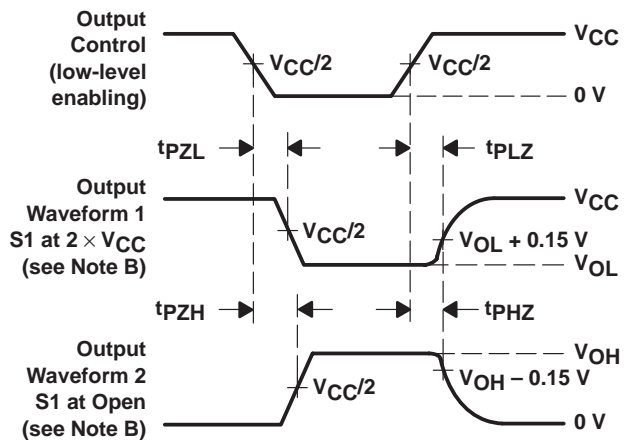 Output
Control
(low-level
enabling)
VCC
VCC/2
VCC/2
0 V
tPZL
tPLZ
Output
Waveform 1
S1 at 2 × VCC
(see Note B)
VCC
VCC/2
VOL + 0.15 V
VOL
tPZH
tPHZ
Output
Waveform 2
S1 at Open
(see Note B)
VOH
VCC/2
VOH − 0.15 V
0 V